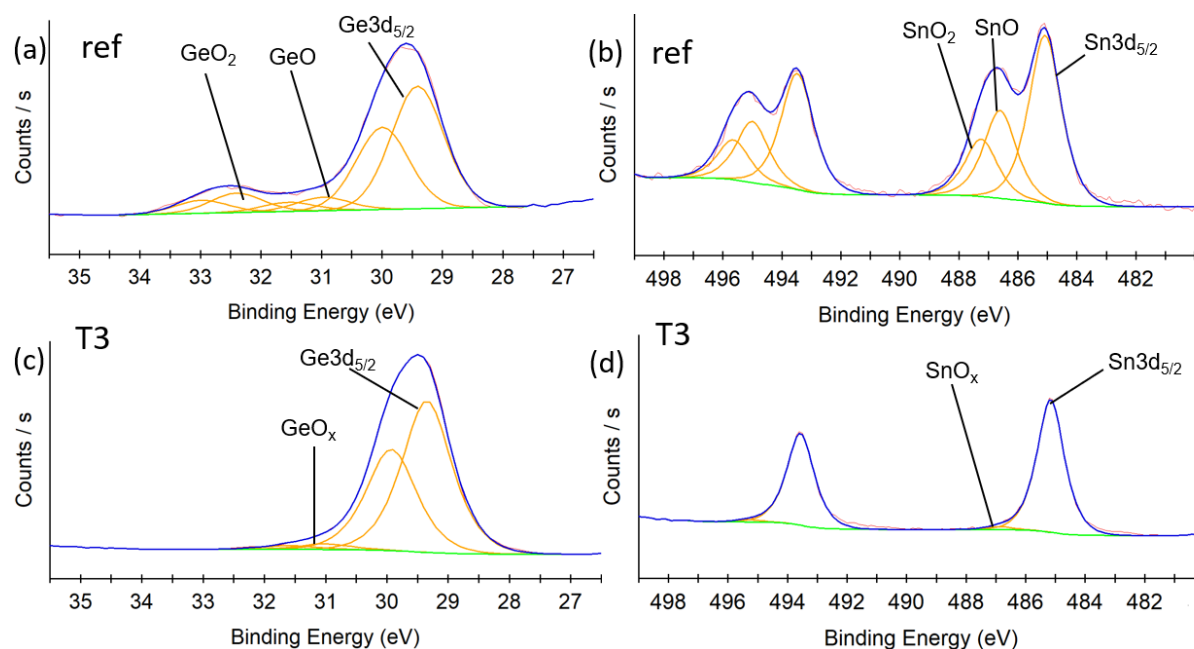 (a) ref
GeO₂
GeO
Ge3d₅/₂
Counts / s
35 34 33 32 31 30 29 28 27
Binding Energy (eV)
(b) ref
SnO₂
SnO
Sn3d₅/₂
Counts / s
498 496 494 492 490 488 486 484 482
Binding Energy (eV)
(c) T3
GeOₓ
Ge3d₅/₂
Counts / s
35 34 33 32 31 30 29 28 27
Binding Energy (eV)
(d) T3
SnOₓ
Sn3d₅/₂
Counts / s
498 496 494 492 490 488 486 484 482
Binding Energy (eV)